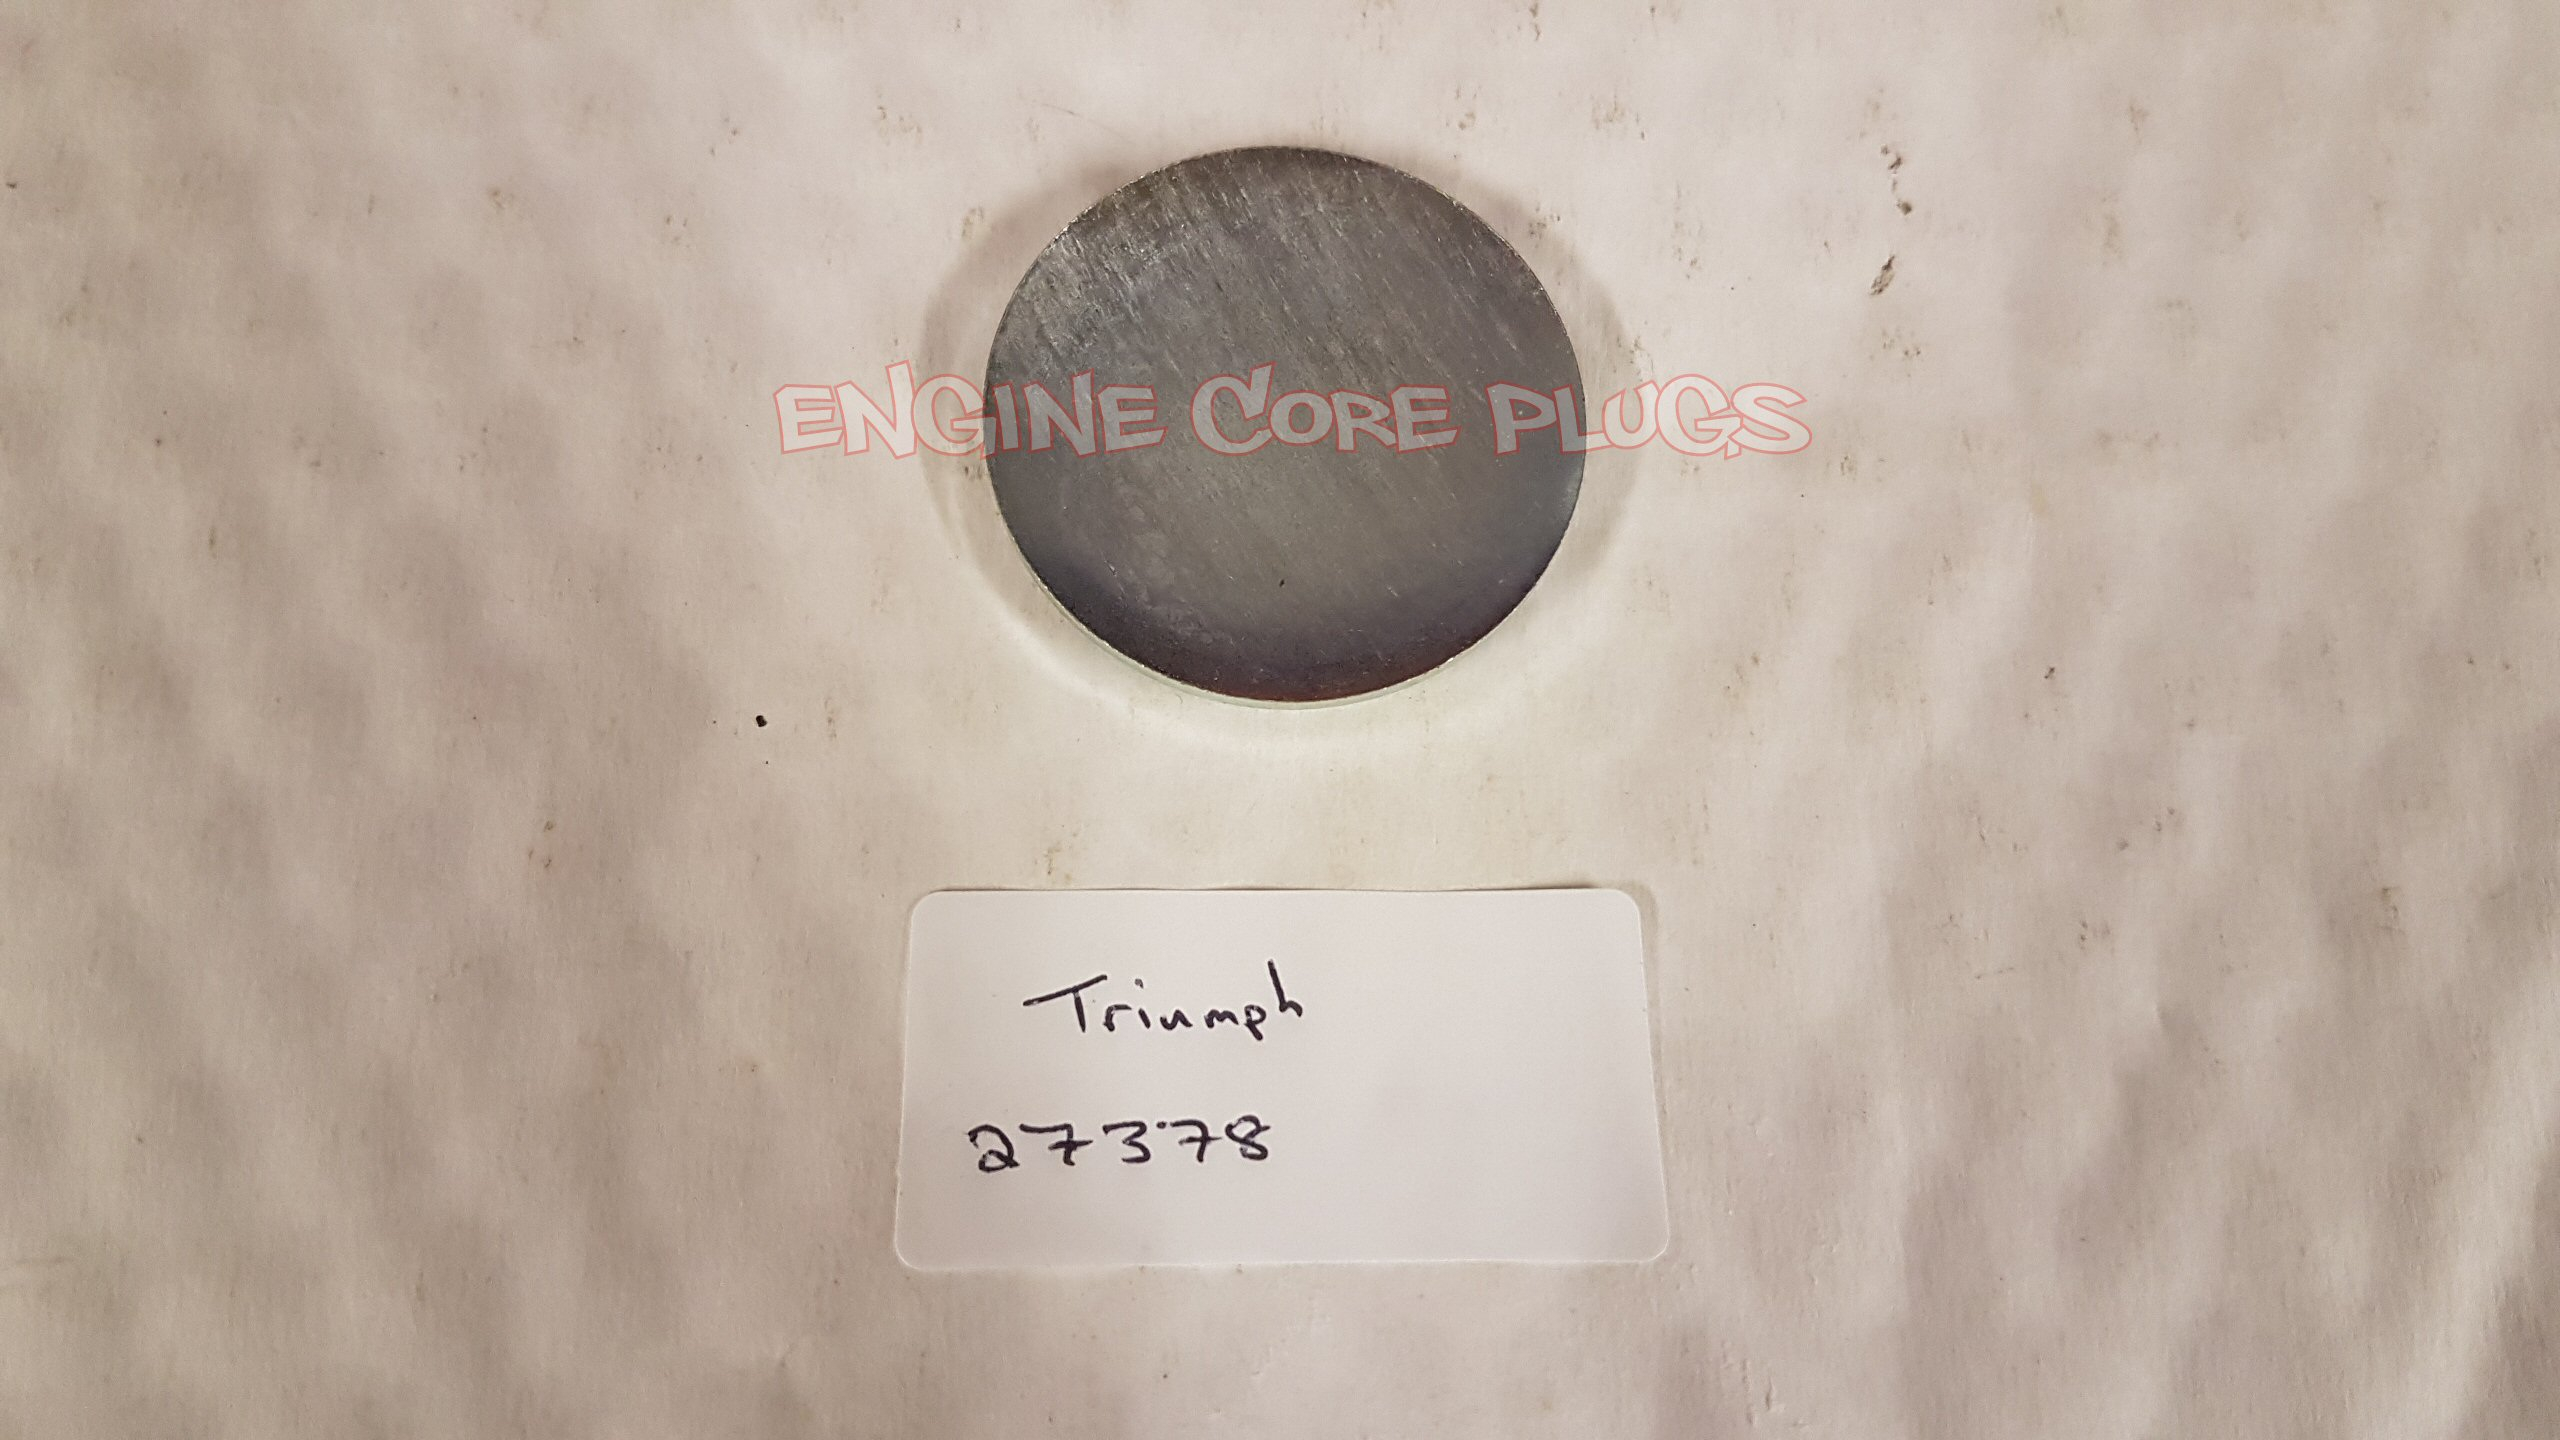 ENGINE CORE PLUGS
Triumph
27378